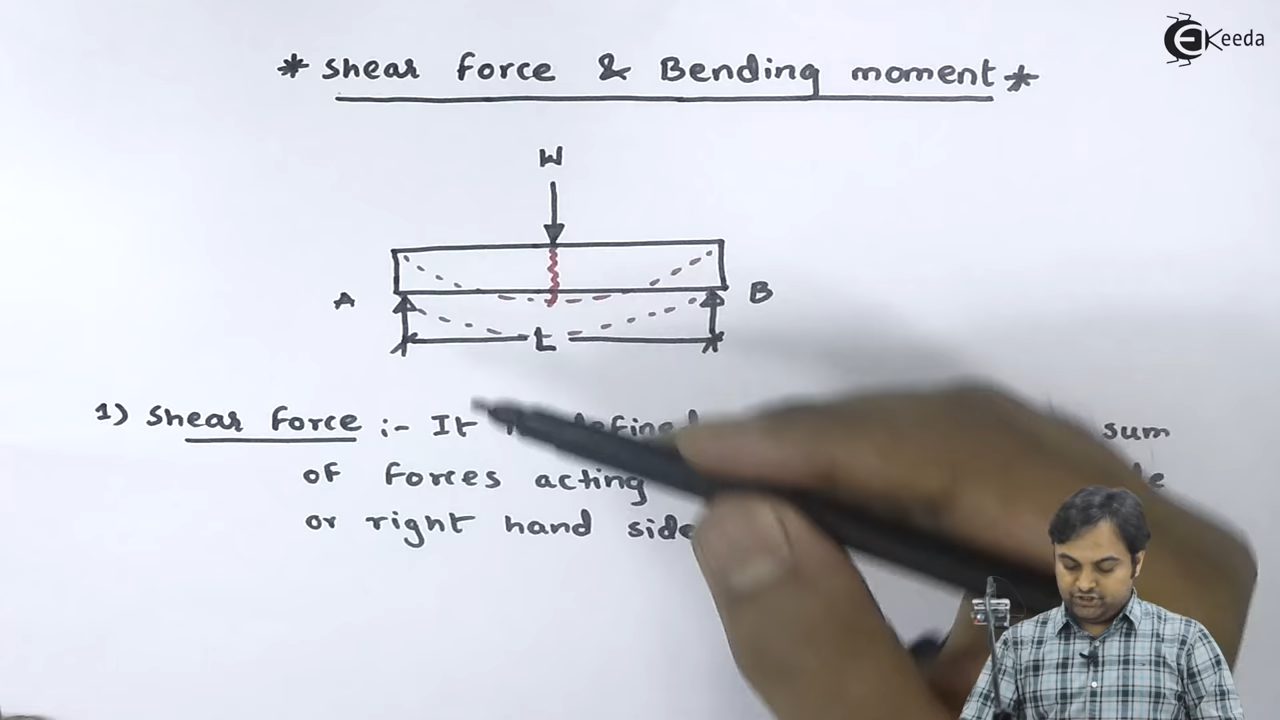 EKeeda
* Shear force & Bending moment *
W
A
B
L
1) Shear force :- It sum
of forces acting
or right hand side